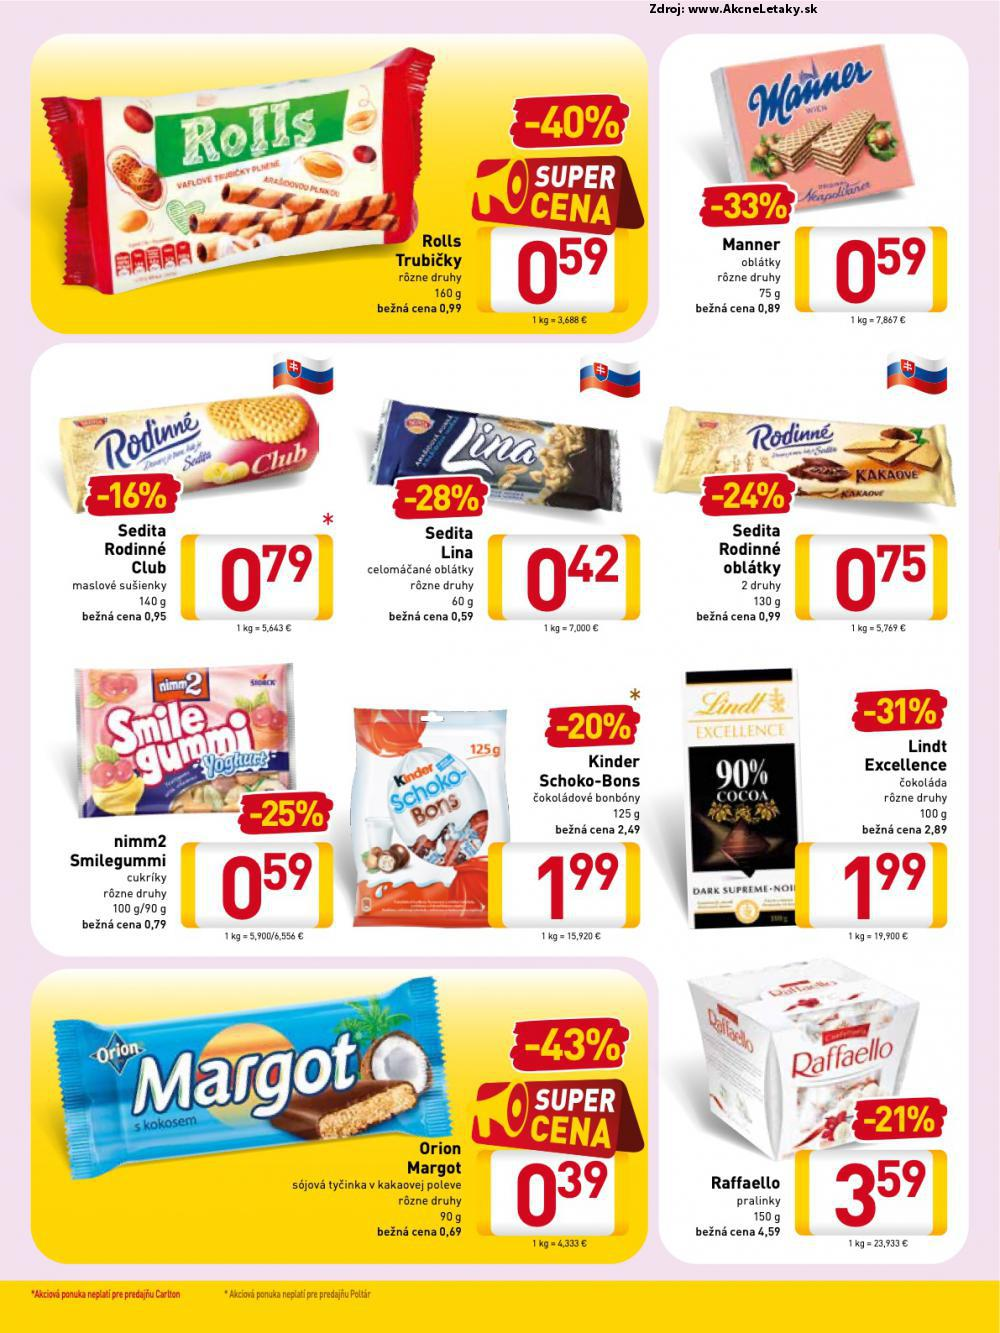 Zdroj: www.AkcneLetaky.sk
Rolls
VAFLOVÉ TRUBIČKY PLNENÉ
ARAŠIDOVOU PLNKOU
-40%
SUPER
CENA
Rolls
Trubičky
rôzne druhy
160 g
bežná cena 0,99
0 59
1 kg = 3,688 €
Manner
WIEN
ORIGINAL
Neapolitaner
-33%
Manner
oblátky
rôzne druhy
75 g
bežná cena 0,89
0 59
1 kg = 7,867 €
Rodinné
Sedita
Club
-16%
*
Sedita
Rodinné
Club
maslové sušienky
140 g
bežná cena 0,95
0 79
1 kg = 5,643 €
SEDITA
Lina
-28%
Sedita
Lina
celomáčané oblátky
rôzne druhy
60 g
bežná cena 0,59
0 42
1 kg = 7,000 €
Rodinné
Sedita
KAKAOVÉ
KAKAOVÉ
-24%
Sedita
Rodinné
oblátky
2 druhy
130 g
bežná cena 0,99
0 75
1 kg = 5,769 €
nimm2
STORCK
Smile
gummi
Yoghurt
-25%
nimm2
Smilegummi
cukríky
rôzne druhy
100 g/90 g
bežná cena 0,79
0 59
1 kg = 5,900/6,556 €
125g
Kinder
Schoko-
Bons
*
-20%
Kinder
Schoko-Bons
čokoládové bonbóny
125 g
bežná cena 2,49
1 99
1 kg = 15,920 €
Lindt
EXCELLENCE
90%
COCOA
DARK SUPREME • NOI
100 g
-31%
Lindt
Excellence
čokoláda
rôzne druhy
100 g
bežná cena 2,89
1 99
1 kg = 19,900 €
Orion
Margot
s kokosem
-43%
SUPER
CENA
Orion
Margot
sójová tyčinka v kakaovej poleve
rôzne druhy
90 g
bežná cena 0,69
0 39
1 kg = 4,333 €
Raffaello
Confetteria
Raffaello
-21%
Raffaello
pralinky
150 g
bežná cena 4,59
3 59
1 kg = 23,933 €
*Akciová ponuka neplatí pre predajňu Carlton
* Akciová ponuka neplatí pre predajňu Poltár